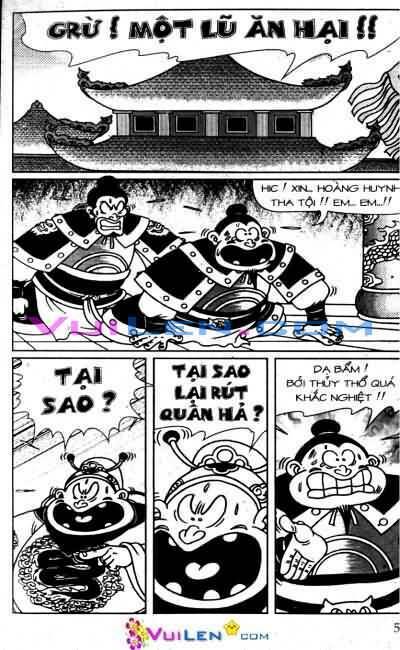 GRỪ! MỘT LŨ ĂN HẠI!!
HIC! XIN... HOÀNG HUYNH
THA TỘI!! EM... EM...!!
VUILEN.COM
TẠI
SAO?
TẠI SAO
LẠI RÚT
QUÂN HẢ?
DẠ BẨM!
BỞI THỦY THỔ QUÁ
KHẮC NGHIỆT!!
5
VUILEN.COM